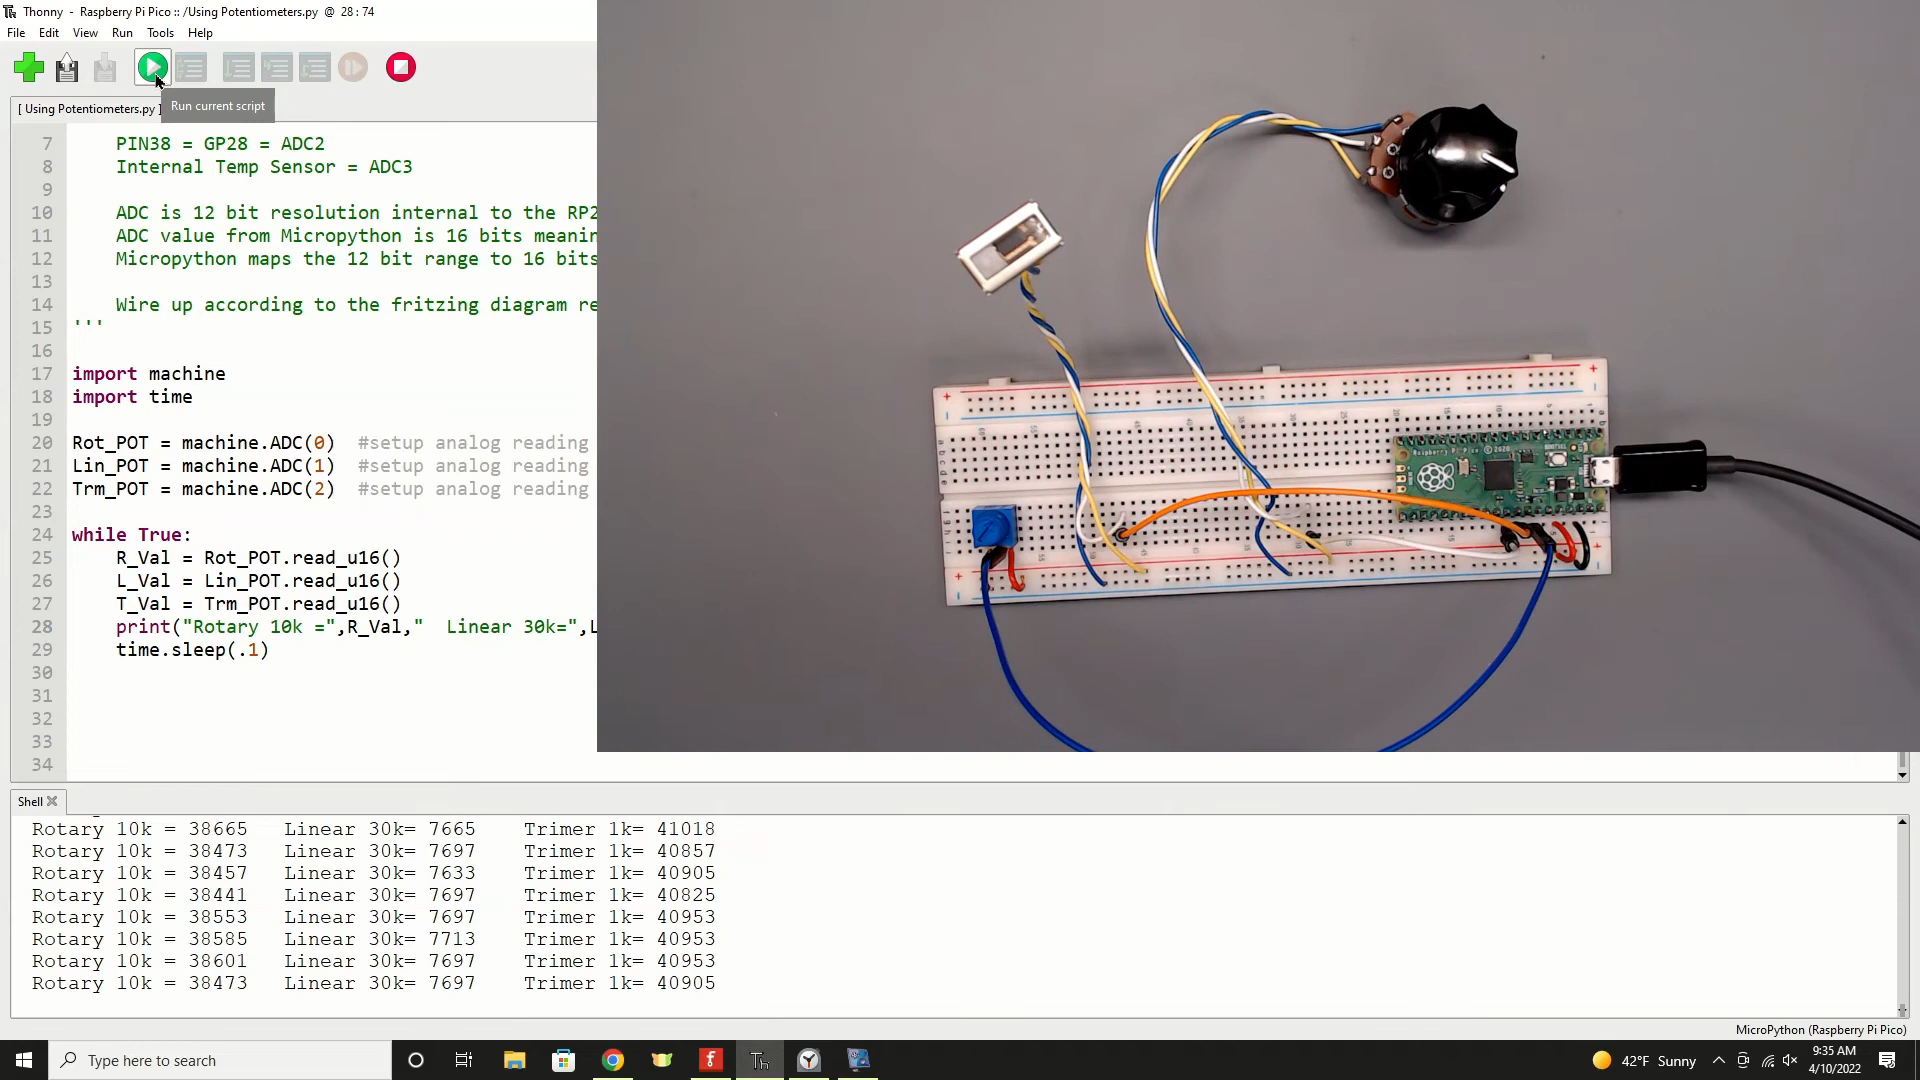 Thonny - Raspberry Pi Pico :: /Using Potentiometers.py @ 28 : 74
File Edit View Run Tools Help
[ Using Potentiometers.py ]
Run current script
7 PIN38 = GP28 = ADC2
8 Internal Temp Sensor = ADC3
9
10 ADC is 12 bit resolution internal to the RP2
11 ADC value from Micropython is 16 bits meanin
12 Micropython maps the 12 bit range to 16 bits
13
14 Wire up according to the fritzing diagram re
15 '''
16
17 import machine
18 import time
19
20 Rot_POT = machine.ADC(0) #setup analog reading
21 Lin_POT = machine.ADC(1) #setup analog reading
22 Trm_POT = machine.ADC(2) #setup analog reading
23
24 while True:
25 R_Val = Rot_POT.read_u16()
26 L_Val = Lin_POT.read_u16()
27 T_Val = Trm_POT.read_u16()
28 print("Rotary 10k =",R_Val," Linear 30k=",L
29 time.sleep(.1)
30
31
32
33
34
Raspberry Pi Pico © 2020
Shell
Rotary 10k = 38665 Linear 30k= 7665 Trimer 1k= 41018
Rotary 10k = 38473 Linear 30k= 7697 Trimer 1k= 40857
Rotary 10k = 38457 Linear 30k= 7633 Trimer 1k= 40905
Rotary 10k = 38441 Linear 30k= 7697 Trimer 1k= 40825
Rotary 10k = 38553 Linear 30k= 7697 Trimer 1k= 40953
Rotary 10k = 38585 Linear 30k= 7713 Trimer 1k= 40953
Rotary 10k = 38601 Linear 30k= 7697 Trimer 1k= 40953
Rotary 10k = 38473 Linear 30k= 7697 Trimer 1k= 40905
MicroPython (Raspberry Pi Pico)
Type here to search
Th
42°F Sunny
9:35 AM
4/10/2022